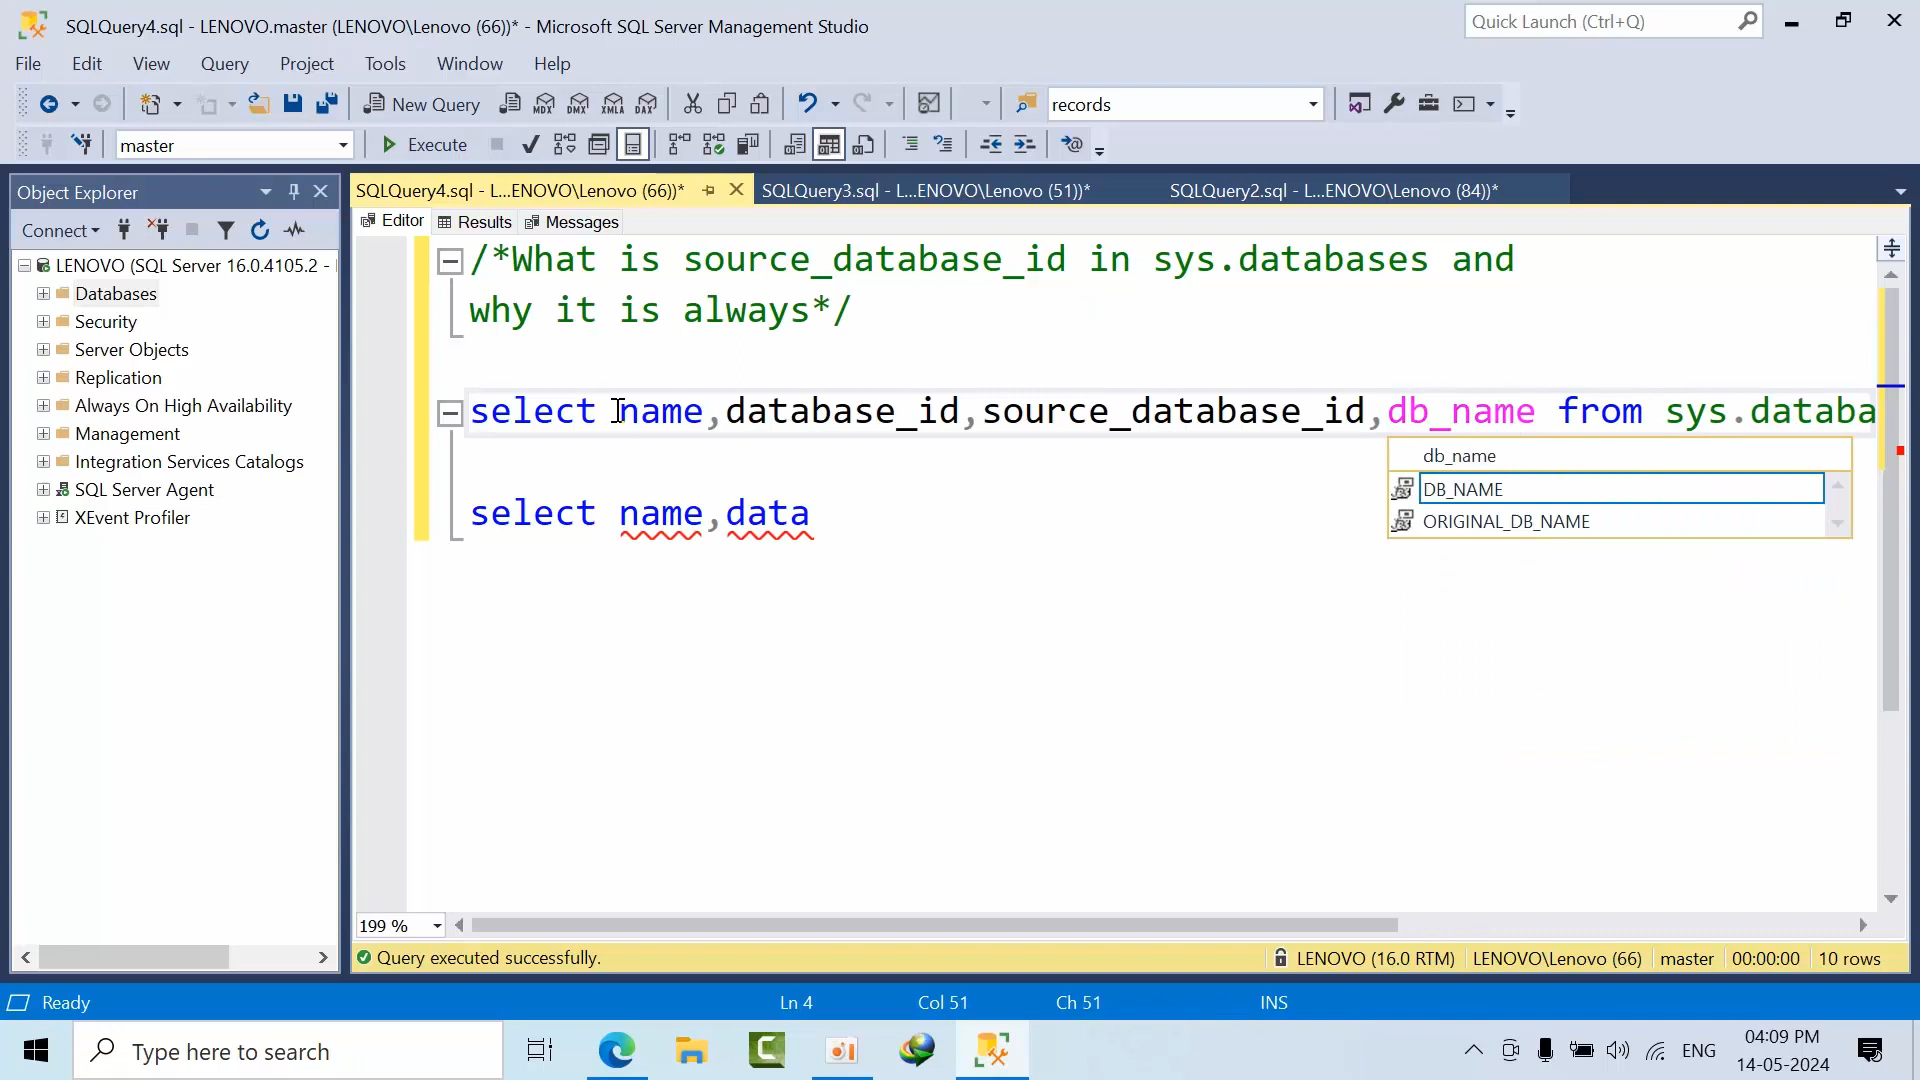 SQLQuery4.sql - LENOVO.master (LENOVO\Lenovo (66))* - Microsoft SQL Server Management Studio
Quick Launch (Ctrl+Q)
File Edit View Query Project Tools Window Help
New Query
MDX DMX XMLA DAX
records
master
Execute
Object Explorer
SQLQuery4.sql - L...ENOVO\Lenovo (66))*
SQLQuery3.sql - L...ENOVO\Lenovo (51))*
SQLQuery2.sql - L...ENOVO\Lenovo (84))*
Connect
Editor Results Messages
LENOVO (SQL Server 16.0.4105.2 -
Databases
Security
Server Objects
Replication
Always On High Availability
Management
Integration Services Catalogs
SQL Server Agent
XEvent Profiler
/*What is source_database_id in sys.databases and
why it is always*/
select name,database_id,source_database_id,db_name from sys.databa
db_name
DB_NAME
ORIGINAL_DB_NAME
select name,data
199 %
Query executed successfully.
LENOVO (16.0 RTM) LENOVO\Lenovo (66) master 00:00:00 10 rows
Ready
Ln 4 Col 51 Ch 51 INS
Type here to search
ENG
04:09 PM
14-05-2024